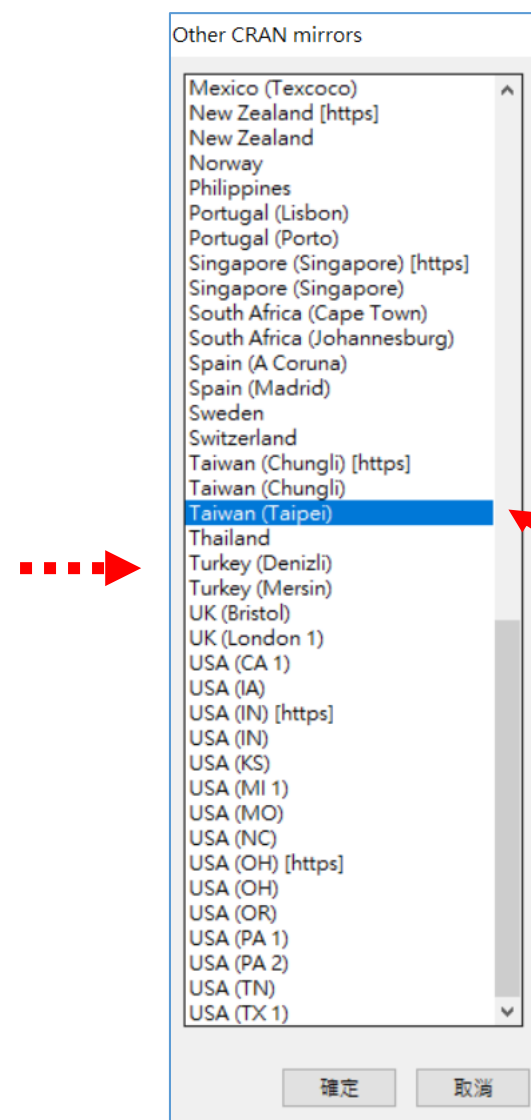 Other CRAN mirrors
Mexico (Texcoco)
New Zealand [https]
New Zealand
Norway
Philippines
Portugal (Lisbon)
Portugal (Porto)
Singapore (Singapore) [https]
Singapore (Singapore)
South Africa (Cape Town)
South Africa (Johannesburg)
Spain (A Coruna)
Spain (Madrid)
Sweden
Switzerland
Taiwan (Chungli) [https]
Taiwan (Chungli)
Taiwan (Taipei)
Thailand
Turkey (Denizli)
Turkey (Mersin)
UK (Bristol)
UK (London 1)
USA (CA 1)
USA (IA)
USA (IN) [https]
USA (IN)
USA (KS)
USA (MI 1)
USA (MO)
USA (NC)
USA (OH) [https]
USA (OH)
USA (OR)
USA (PA 1)
USA (PA 2)
USA (TN)
USA (TX 1)
確定 取消